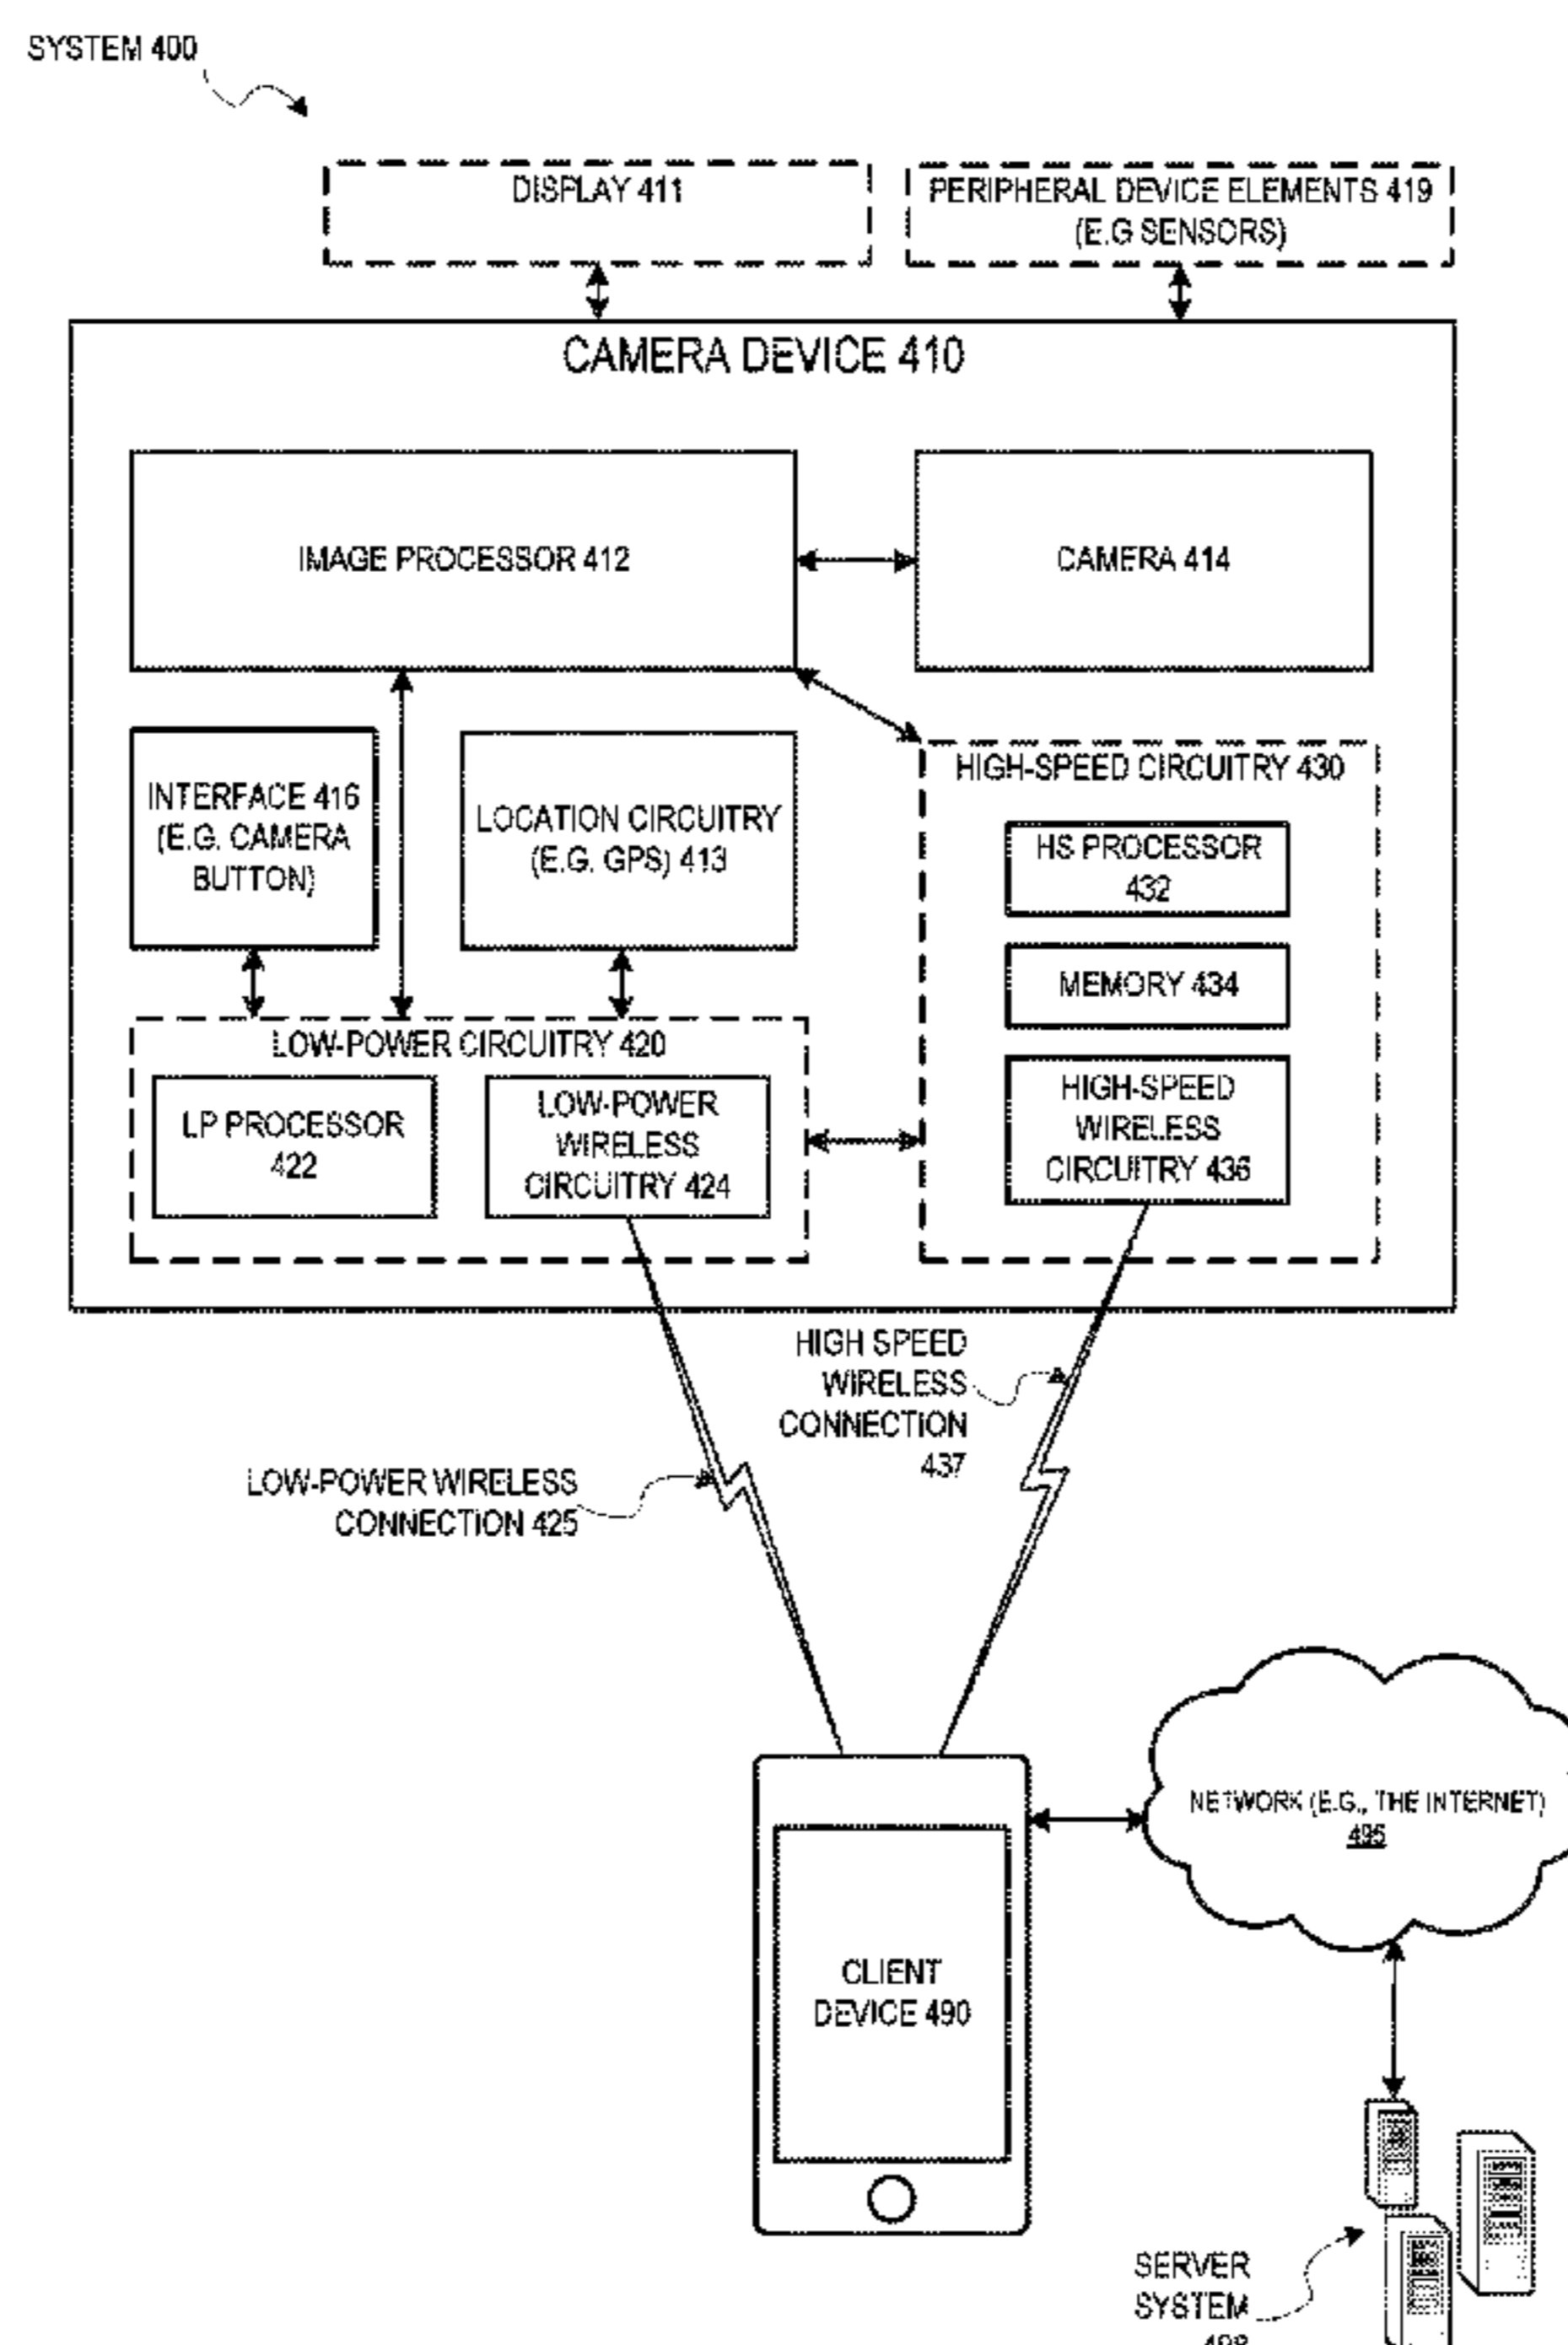 SYSTEM 400
DISPLAY 411
PERIPHERAL DEVICE ELEMENTS 419
(E.G SENSORS)
CAMERA DEVICE 410
IMAGE PROCESSOR 412
CAMERA 414
INTERFACE 416
(E.G. CAMERA
BUTTON)
LOCATION CIRCUITRY
(E.G. GPS) 413
HIGH-SPEED CIRCUITRY 430
HS PROCESSOR
432
MEMORY 434
HIGH-SPEED
WIRELESS
CIRCUITRY 436
LOW-POWER CIRCUITRY 420
LP PROCESSOR
422
LOW-POWER
WIRELESS
CIRCUITRY 424
HIGH SPEED
WIRELESS
CONNECTION
437
LOW-POWER WIRELESS
CONNECTION 425
NETWORK (E.G., THE INTERNET)
495
CLIENT
DEVICE 490
SERVER
SYSTEM